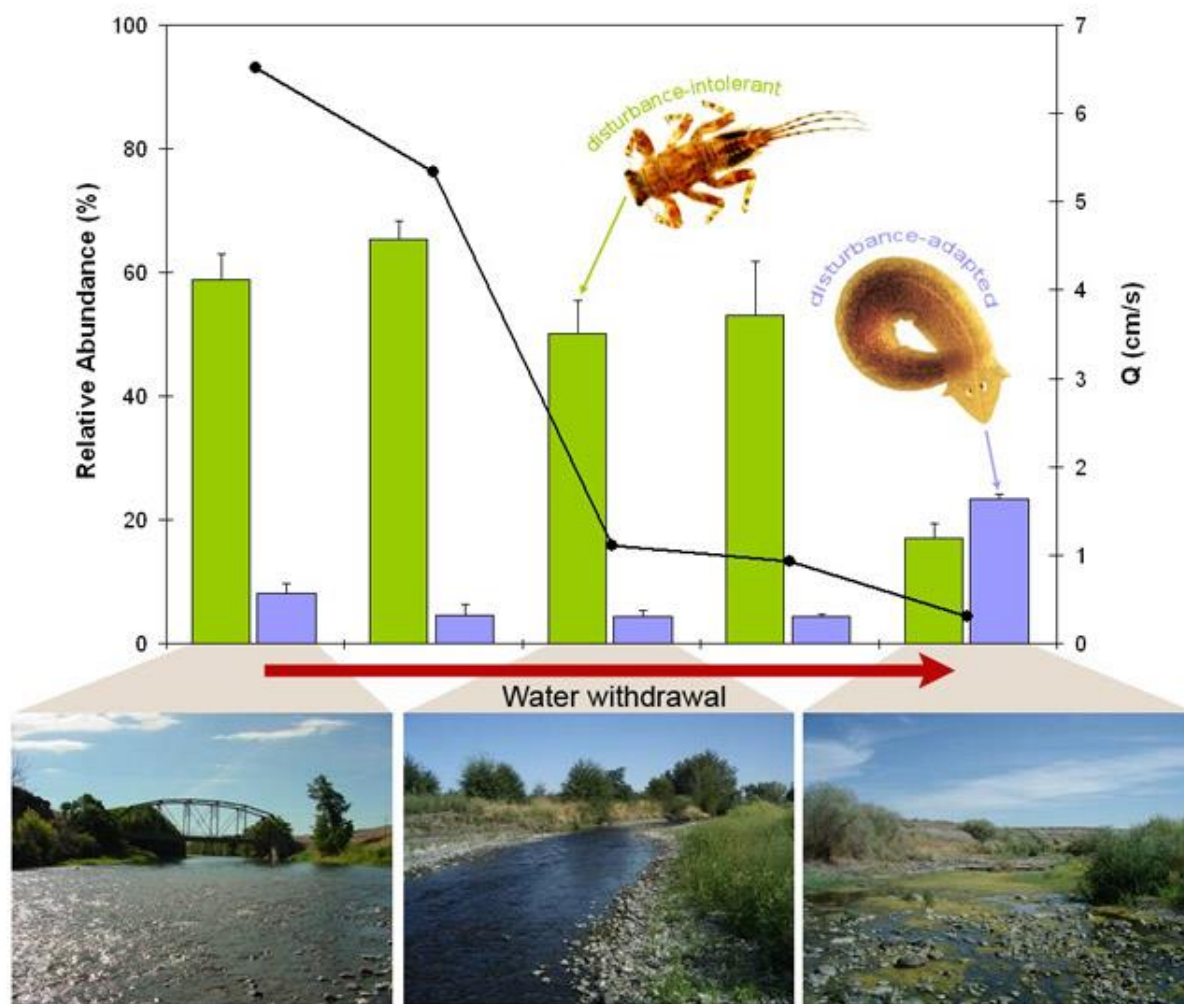 100
80
60
40
20
0
Relative Abundance (%)
disturbance-intolerant
disturbance-adapted
7
6
5
4
3
2
1
0
Q (cm/s)
Water withdrawal